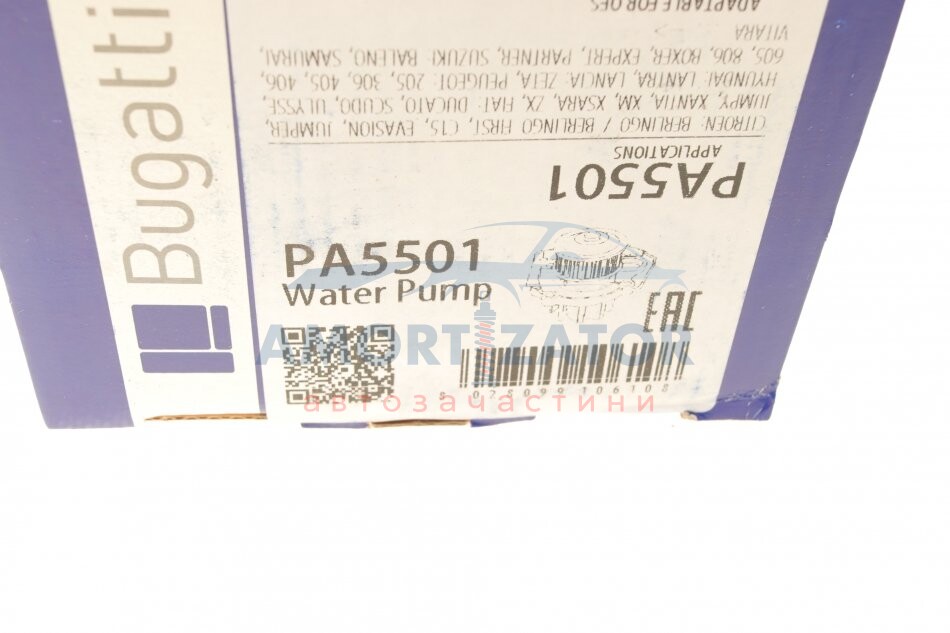 Bugatti
ADAPTABLE FOR OES
PA5501
APPLICATIONS
CITROEN: BERLINGO / BERLINGO FIRST, C15, EVASION, JUMPER,
JUMPY, XANTIA, XM, XSARA, ZX, FIAT: DUCATO, SCUDO, ULYSSE,
HYUNDAI: LANTRA, LANCIA: ZETA, PEUGEOT: 205, 306, 405, 406,
605, 806, BOXER, EXPERT, PARTNER, SUZUKI: BALENO, SAMURAI,
VITARA
PA5501
Water Pump
EAC
AMORTIZATOR
автозапчастини